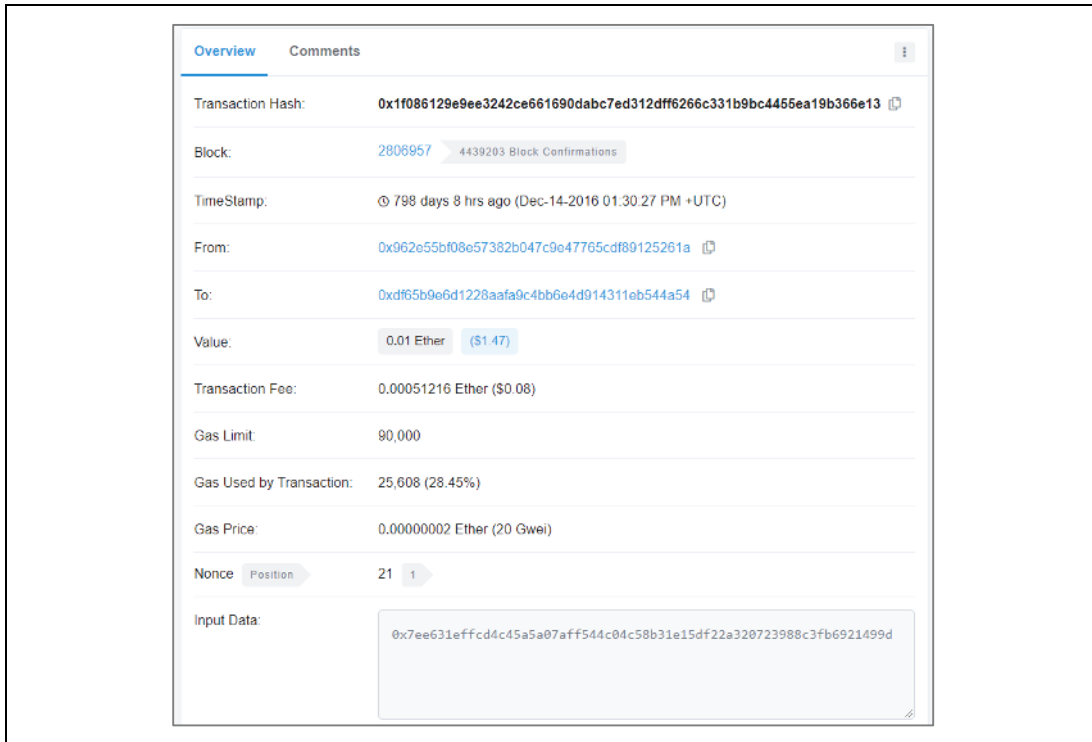 Overview Comments
Transaction Hash: 0x1f086129e9ee3242ce661690dabc7ed312dff6266c331b9bc4455ea19b366e13
Block: 2806957 4439203 Block Confirmations
TimeStamp: 798 days 8 hrs ago (Dec-14-2016 01:30:27 PM +UTC)
From: 0x962e55bf08e57382b047c9e47765cdf89125261a
To: 0xdf65b9e6d1228aafa9c4bb6e4d914311eb544a54
Value: 0.01 Ether ($1.47)
Transaction Fee: 0.00051216 Ether ($0.08)
Gas Limit: 90,000
Gas Used by Transaction: 25,608 (28.45%)
Gas Price: 0.00000002 Ether (20 Gwei)
Nonce Position 21 1
Input Data:
0x7ee631effcd4c45a5a07aff544c04c58b31e15df22a320723988c3fb6921499d